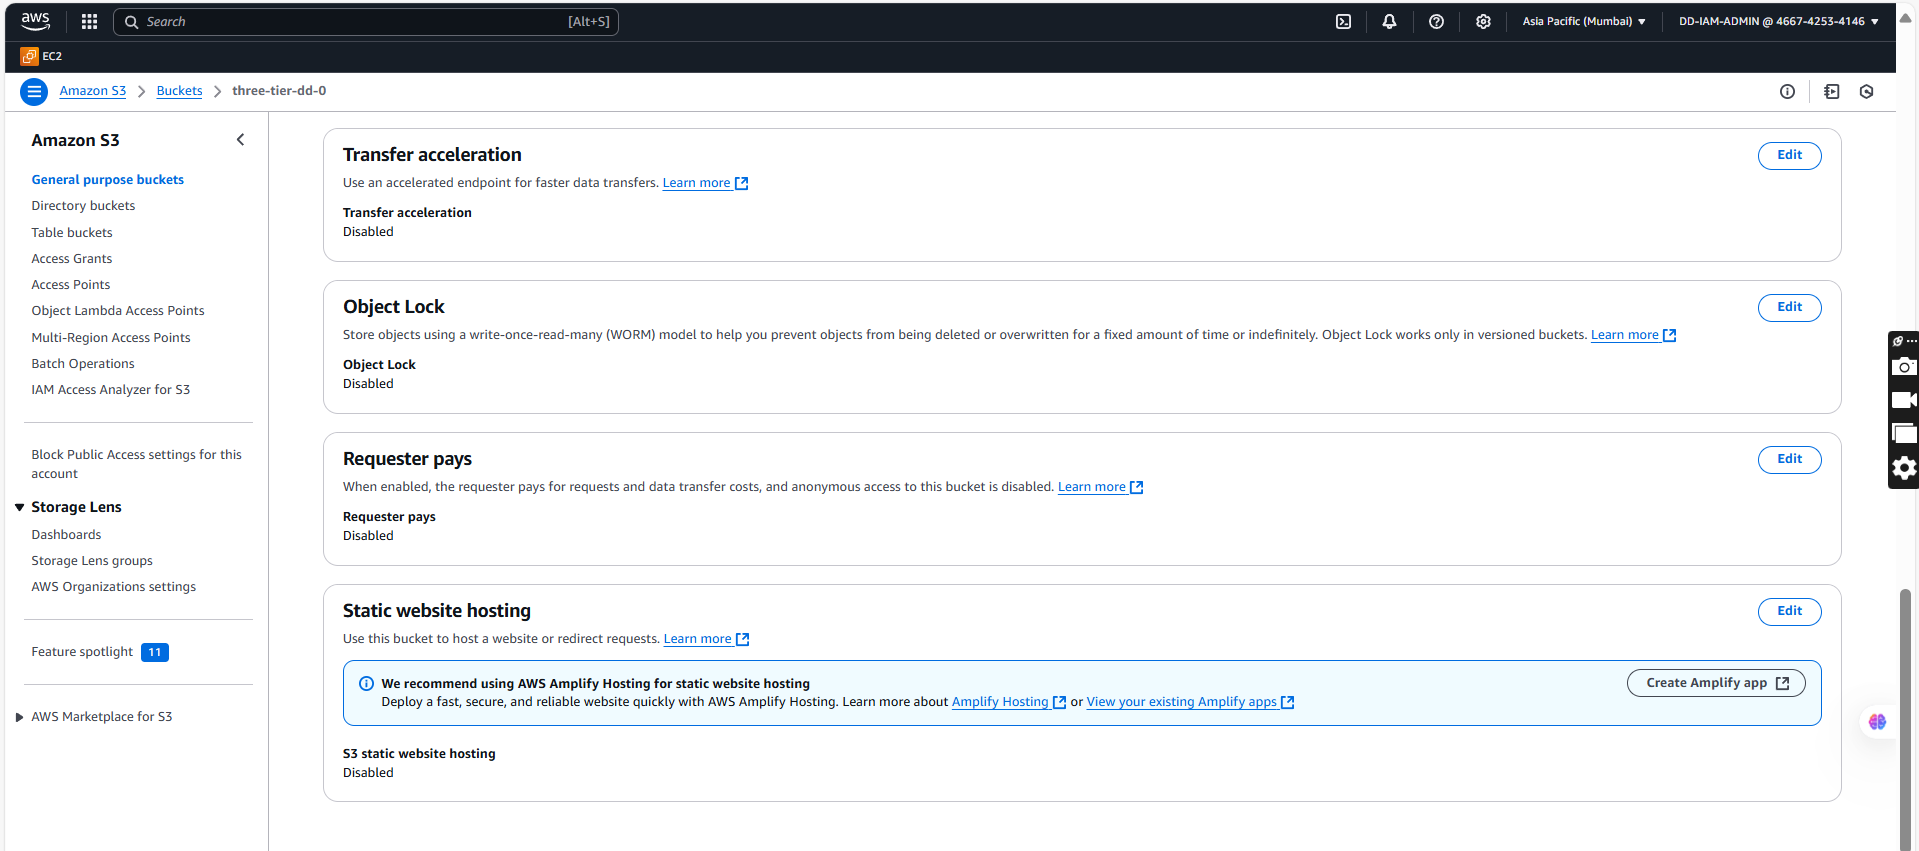 aws
Search
[Alt+S]
Asia Pacific (Mumbai)
DD-IAM-ADMIN @ 4667-4253-4146
EC2
Amazon S3
Buckets
three-tier-dd-0
Amazon S3
General purpose buckets
Directory buckets
Table buckets
Access Grants
Access Points
Object Lambda Access Points
Multi-Region Access Points
Batch Operations
IAM Access Analyzer for S3
Block Public Access settings for this
account
Storage Lens
Dashboards
Storage Lens groups
AWS Organizations settings
Feature spotlight 11
AWS Marketplace for S3
Transfer acceleration
Edit
Use an accelerated endpoint for faster data transfers. Learn more
Transfer acceleration
Disabled
Object Lock
Edit
Store objects using a write-once-read-many (WORM) model to help you prevent objects from being deleted or overwritten for a fixed amount of time or indefinitely. Object Lock works only in versioned buckets. Learn more
Object Lock
Disabled
Requester pays
Edit
When enabled, the requester pays for requests and data transfer costs, and anonymous access to this bucket is disabled. Learn more
Requester pays
Disabled
Static website hosting
Edit
Use this bucket to host a website or redirect requests. Learn more
We recommend using AWS Amplify Hosting for static website hosting
Deploy a fast, secure, and reliable website quickly with AWS Amplify Hosting. Learn more about Amplify Hosting or View your existing Amplify apps
Create Amplify app
S3 static website hosting
Disabled